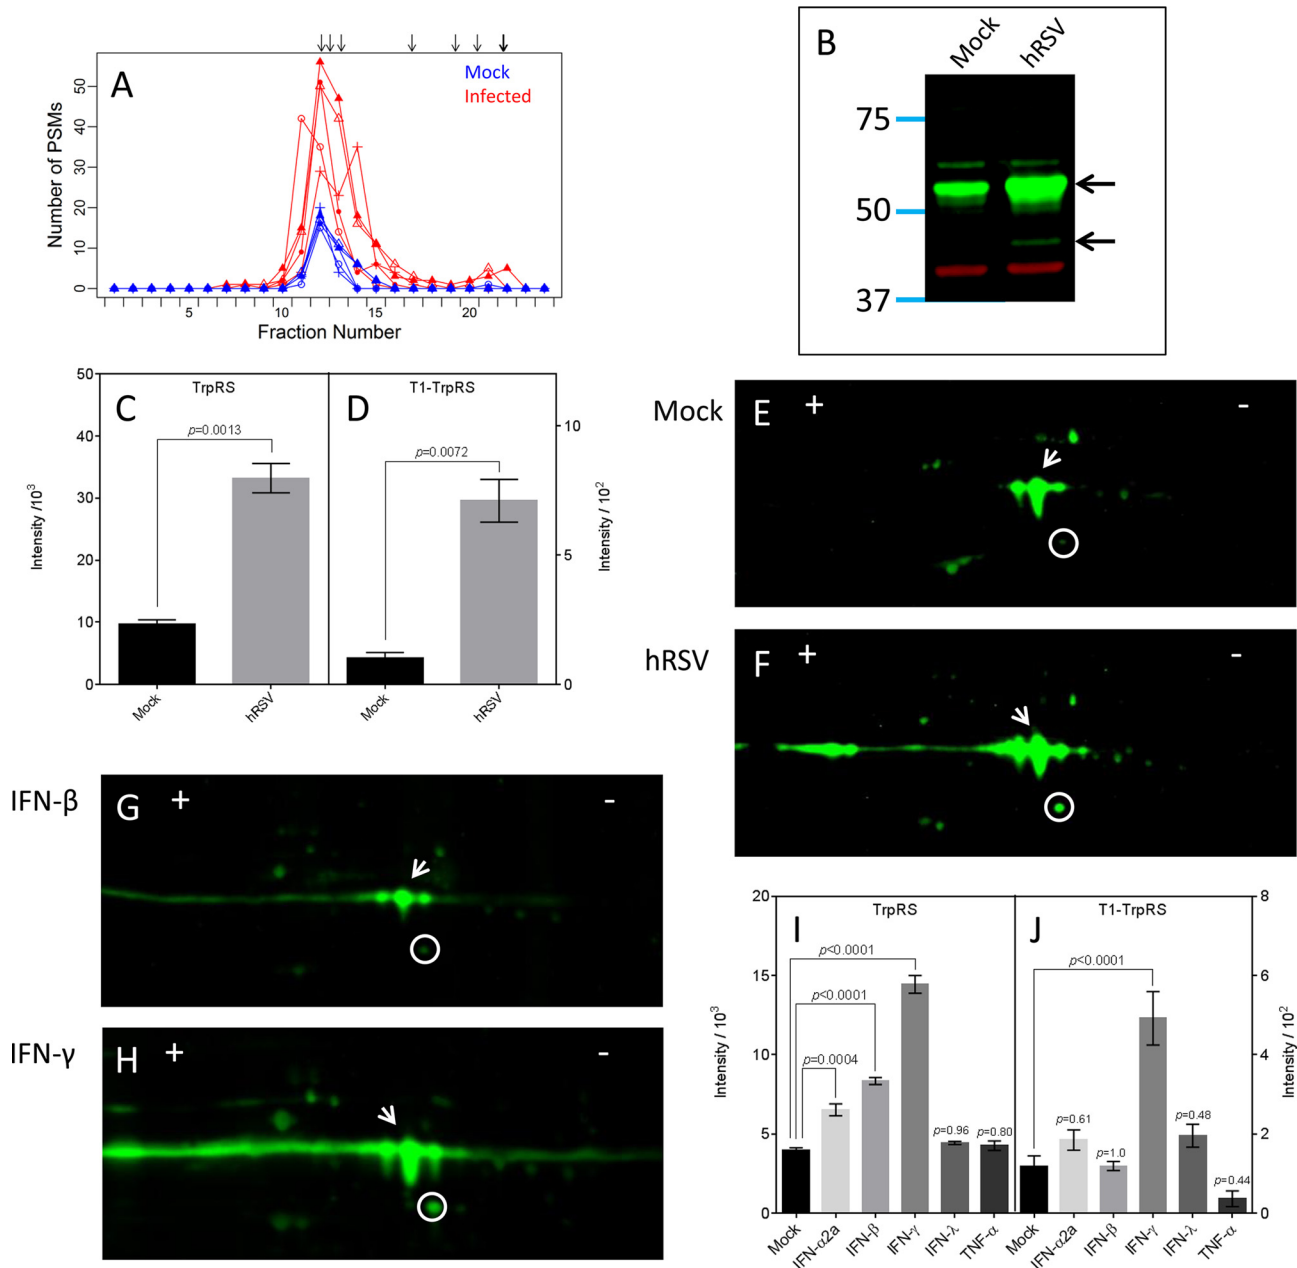 A
Mock
Infected
Number of PSMs
50
40
30
20
10
0
5
10
15
20
Fraction Number
B
Mock
hRSV
75
50
37
C
TrpRS
p=0.0013
Intensity /10³
50
40
30
20
10
0
Mock
hRSV
D
T1-TrpRS
p=0.0072
Intensity /10²
10
5
0
Mock
hRSV
Mock
E
+
-
hRSV
F
+
-
IFN-β
G
+
-
IFN-γ
H
+
-
I
TrpRS
p<0.0001
p<0.0001
p=0.0004
p=0.96
p=0.80
Intensity / 10³
20
15
10
5
0
Mock
IFN-α2a
IFN-β
IFN-γ
IFN-λ
TNF-α
J
T1-TrpRS
p<0.0001
p=0.61
p=1.0
p=0.48
p=0.44
Intensity / 10²
8
6
4
2
0
Mock
IFN-α2a
IFN-β
IFN-γ
IFN-λ
TNF-α